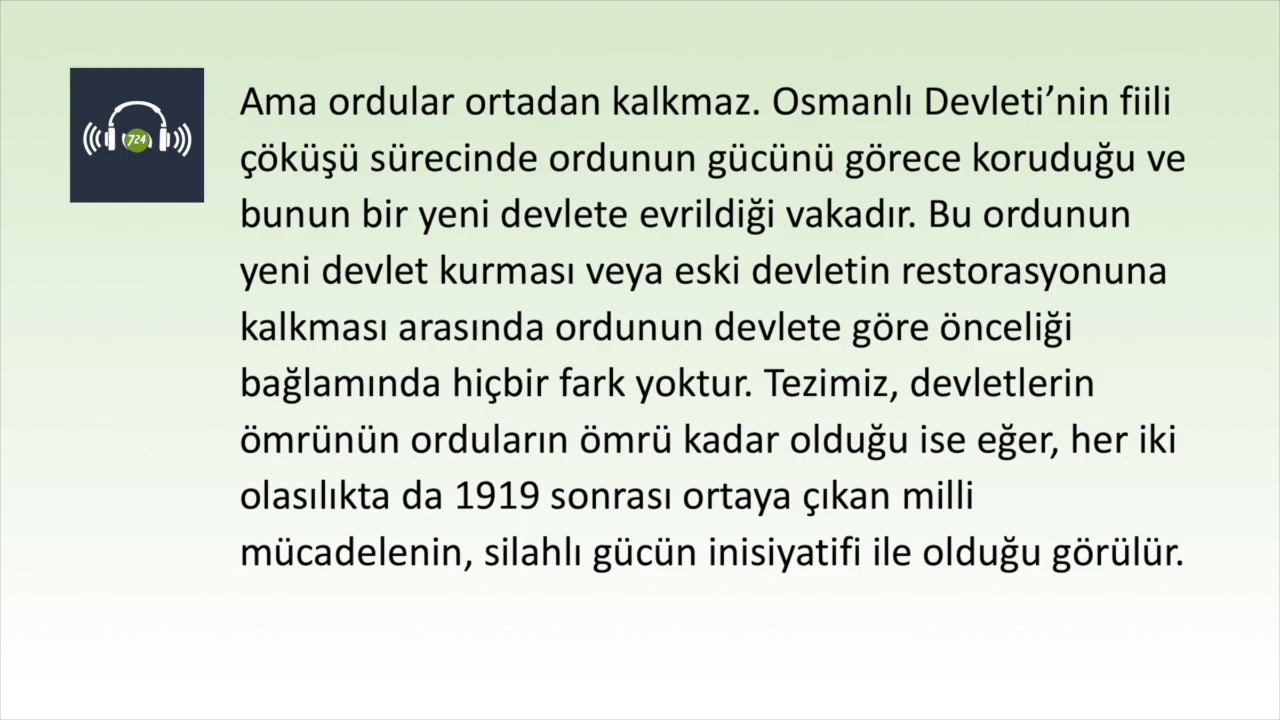 724
Ama ordular ortadan kalkmaz. Osmanlı Devleti’nin fiili
çöküşü sürecinde ordunun gücünü görece koruduğu ve
bunun bir yeni devlete evrildiği vakadır. Bu ordunun
yeni devlet kurması veya eski devletin restorasyonuna
kalkması arasında ordunun devlete göre önceliği
bağlamında hiçbir fark yoktur. Tezimiz, devletlerin
ömrünün orduların ömrü kadar olduğu ise eğer, her iki
olasılıkta da 1919 sonrası ortaya çıkan milli
mücadelenin, silahlı gücün inisiyatifi ile olduğu görülür.